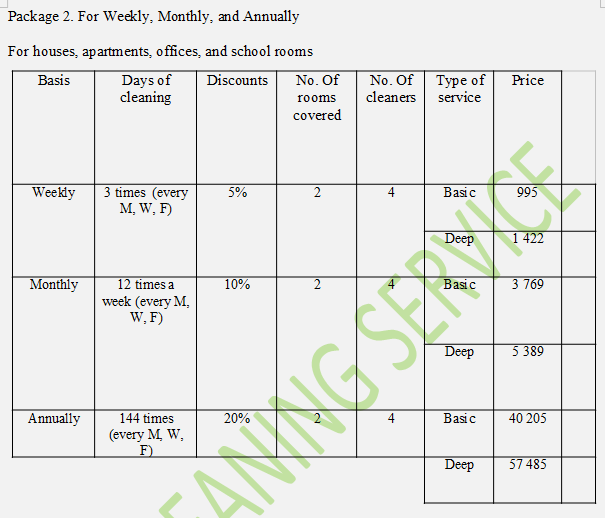 Package 2. For Weekly, Monthly, and Annually
For houses, apartments, offices, and school rooms
Basis Days of cleaning Discounts No. Of rooms covered No. Of cleaners Type of service Price
Weekly 3 times (every M, W, F) 5% 2 4 Basic 995
Deep 1 422
Monthly 12 times a week (every M, W, F) 10% 2 4 Basic 3 769
Deep 5 389
Annually 144 times (every M, W, F) 20% 2 4 Basic 40 205
Deep 57 485
EANING SERVICE